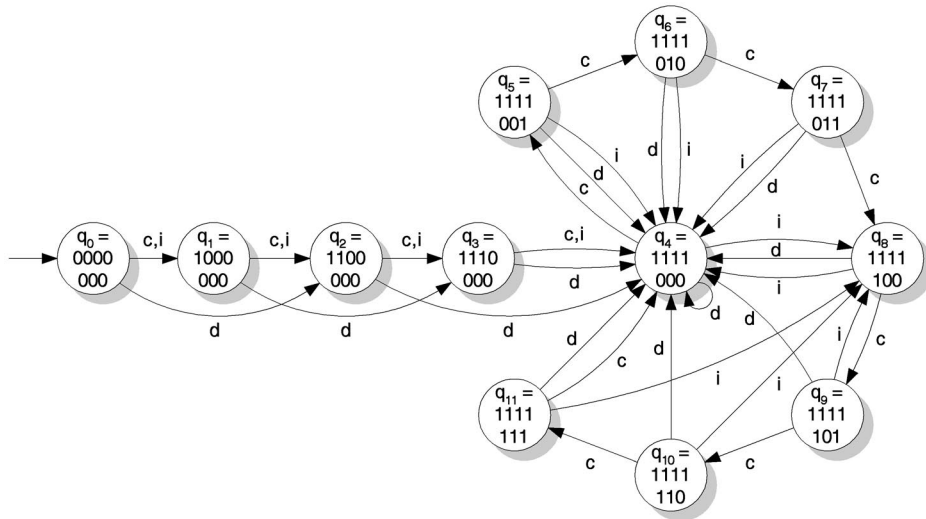 q6 =
1111
010
c
c
q5 =
1111
001
q7 =
1111
011
i
d
c
d
i
i
d
c
q0 =
0000
000
c,i
q1 =
1000
000
c,i
q2 =
1100
000
c,i
q3 =
1110
000
c,i
d
q4 =
1111
000
i
d
i
q8 =
1111
100
d
d
d
d
d
c
d
d
i
i
i
c
q11 =
1111
111
c
q10 =
1111
110
c
q9 =
1111
101